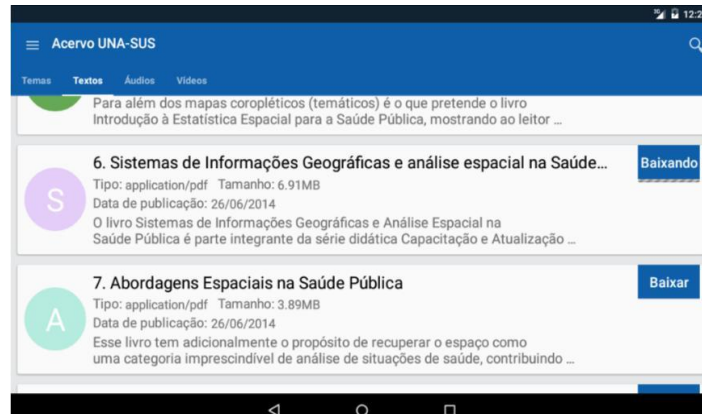 12:2
Acervo UNA-SUS
Temas Textos Áudios Vídeos
Para além dos mapas coropléticos (temáticos) é o que pretende o livro
Introdução à Estatística Espacial para a Saúde Pública, mostrando ao leitor ...
6. Sistemas de Informações Geográficas e análise espacial na Saúde...
Baixando
S
Tipo: application/pdf Tamanho: 6.91MB
Data de publicação: 26/06/2014
O livro Sistemas de Informações Geográficas e Análise Espacial na
Saúde Pública é parte integrante da série didática Capacitação e Atualização ...
7. Abordagens Espaciais na Saúde Pública
Baixar
A
Tipo: application/pdf Tamanho: 3.89MB
Data de publicação: 26/06/2014
Esse livro tem adicionalmente o propósito de recuperar o espaço como
uma categoria imprescindível de análise de situações de saúde, contribuindo ...